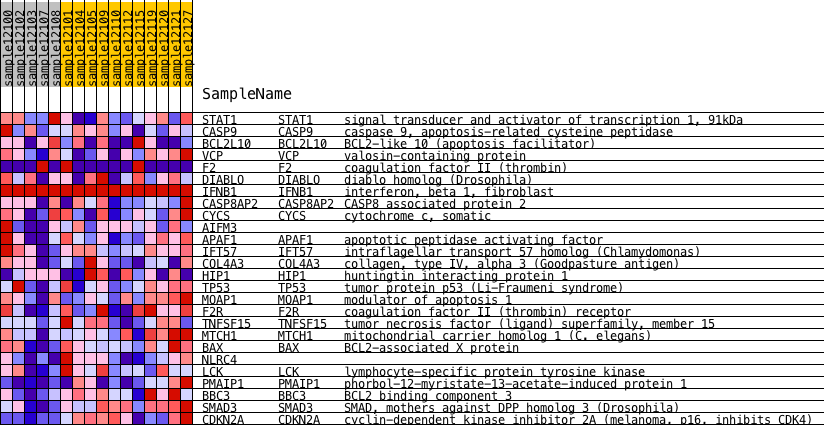 sample12100
sample12102
sample12103
sample12107
sample12108
sample12101
sample12104
sample12105
sample12109
sample12110
sample12112
sample12115
sample12119
sample12120
sample12121
sample12127
SampleName
STAT1 STAT1 signal transducer and activator of transcription 1, 91kDa
CASP9 CASP9 caspase 9, apoptosis-related cysteine peptidase
BCL2L10 BCL2L10 BCL2-like 10 (apoptosis facilitator)
VCP VCP valosin-containing protein
F2 F2 coagulation factor II (thrombin)
DIABLO DIABLO diablo homolog (Drosophila)
IFNB1 IFNB1 interferon, beta 1, fibroblast
CASP8AP2 CASP8AP2 CASP8 associated protein 2
CYCS CYCS cytochrome c, somatic
AIFM3
APAF1 APAF1 apoptotic peptidase activating factor
IFT57 IFT57 intraflagellar transport 57 homolog (Chlamydomonas)
COL4A3 COL4A3 collagen, type IV, alpha 3 (Goodpasture antigen)
HIP1 HIP1 huntingtin interacting protein 1
TP53 TP53 tumor protein p53 (Li-Fraumeni syndrome)
MOAP1 MOAP1 modulator of apoptosis 1
F2R F2R coagulation factor II (thrombin) receptor
TNFSF15 TNFSF15 tumor necrosis factor (ligand) superfamily, member 15
MTCH1 MTCH1 mitochondrial carrier homolog 1 (C. elegans)
BAX BAX BCL2-associated X protein
NLRC4
LCK LCK lymphocyte-specific protein tyrosine kinase
PMAIP1 PMAIP1 phorbol-12-myristate-13-acetate-induced protein 1
BBC3 BBC3 BCL2 binding component 3
SMAD3 SMAD3 SMAD, mothers against DPP homolog 3 (Drosophila)
CDKN2A CDKN2A cyclin-dependent kinase inhibitor 2A (melanoma, p16, inhibits CDK4)